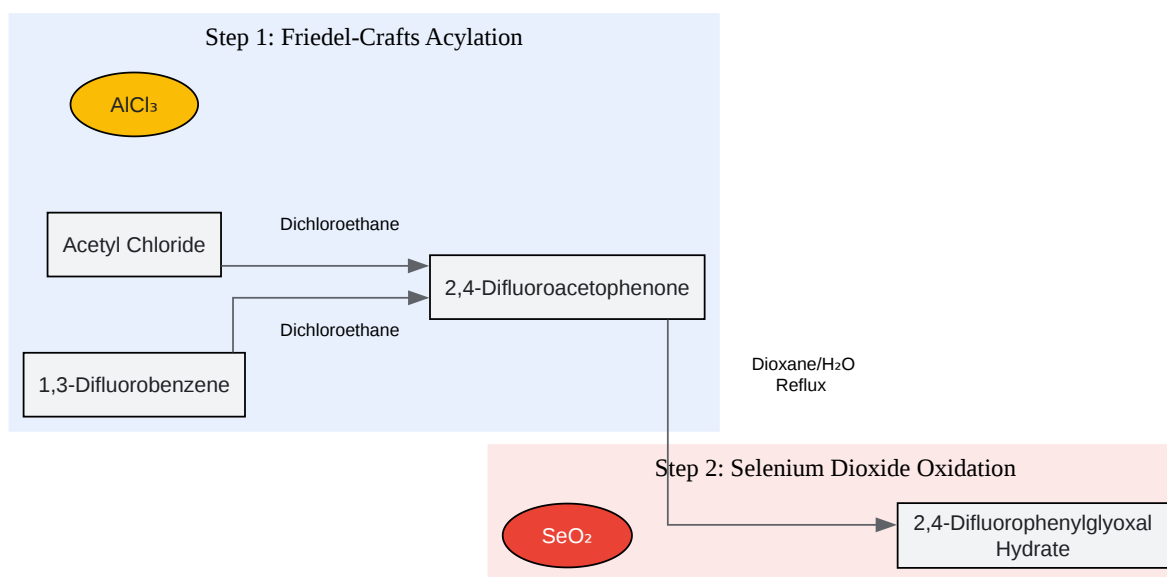 Step 1: Friedel-Crafts Acylation
AlCl₃
Acetyl Chloride
Dichloroethane
2,4-Difluoroacetophenone
Dichloroethane
1,3-Difluorobenzene
Dioxane/H₂O
Reflux
Step 2: Selenium Dioxide Oxidation
SeO₂
2,4-Difluorophenylglyoxal
Hydrate